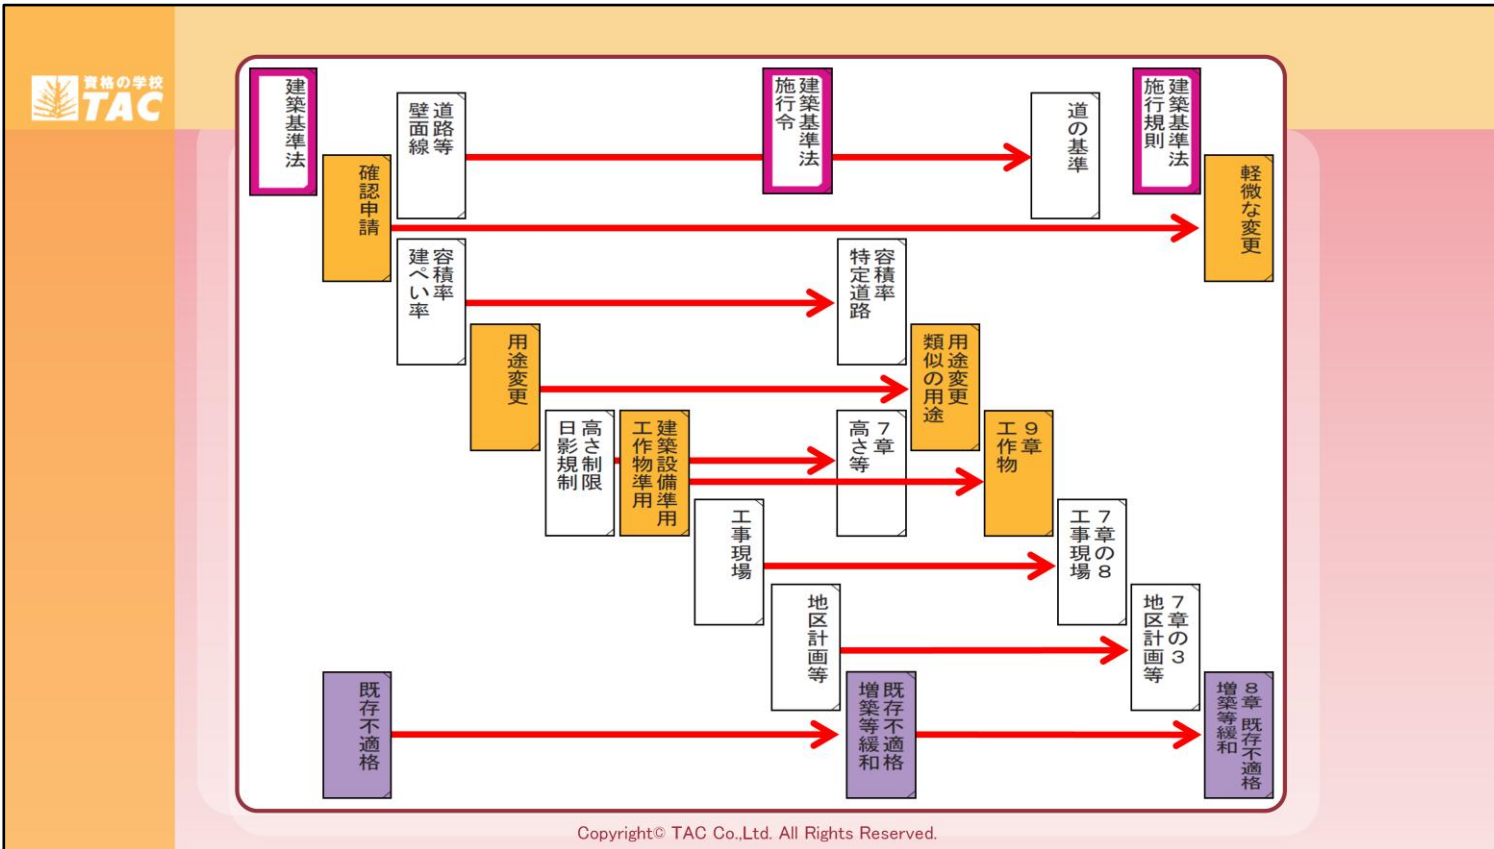 資格の学校
TAC
建築基準法
確認申請
道路等
壁面線
容積率
建ぺい率
用途変更
高さ制限
日影規制
建築設備準用
工作物準用
工事現場
地区計画等
既存不適格
建築基準法
施行令
容積率
特定道路
7章
高さ等
既存不適格
増築等緩和
用途変更
類似の用途
9章
工作物
道の基準
7章の8
工事現場
建築基準法
施行規則
7章の3
地区計画等
軽微な変更
8章 既存不適格
増築等緩和
Copyright© TAC Co.,Ltd. All Rights Reserved.